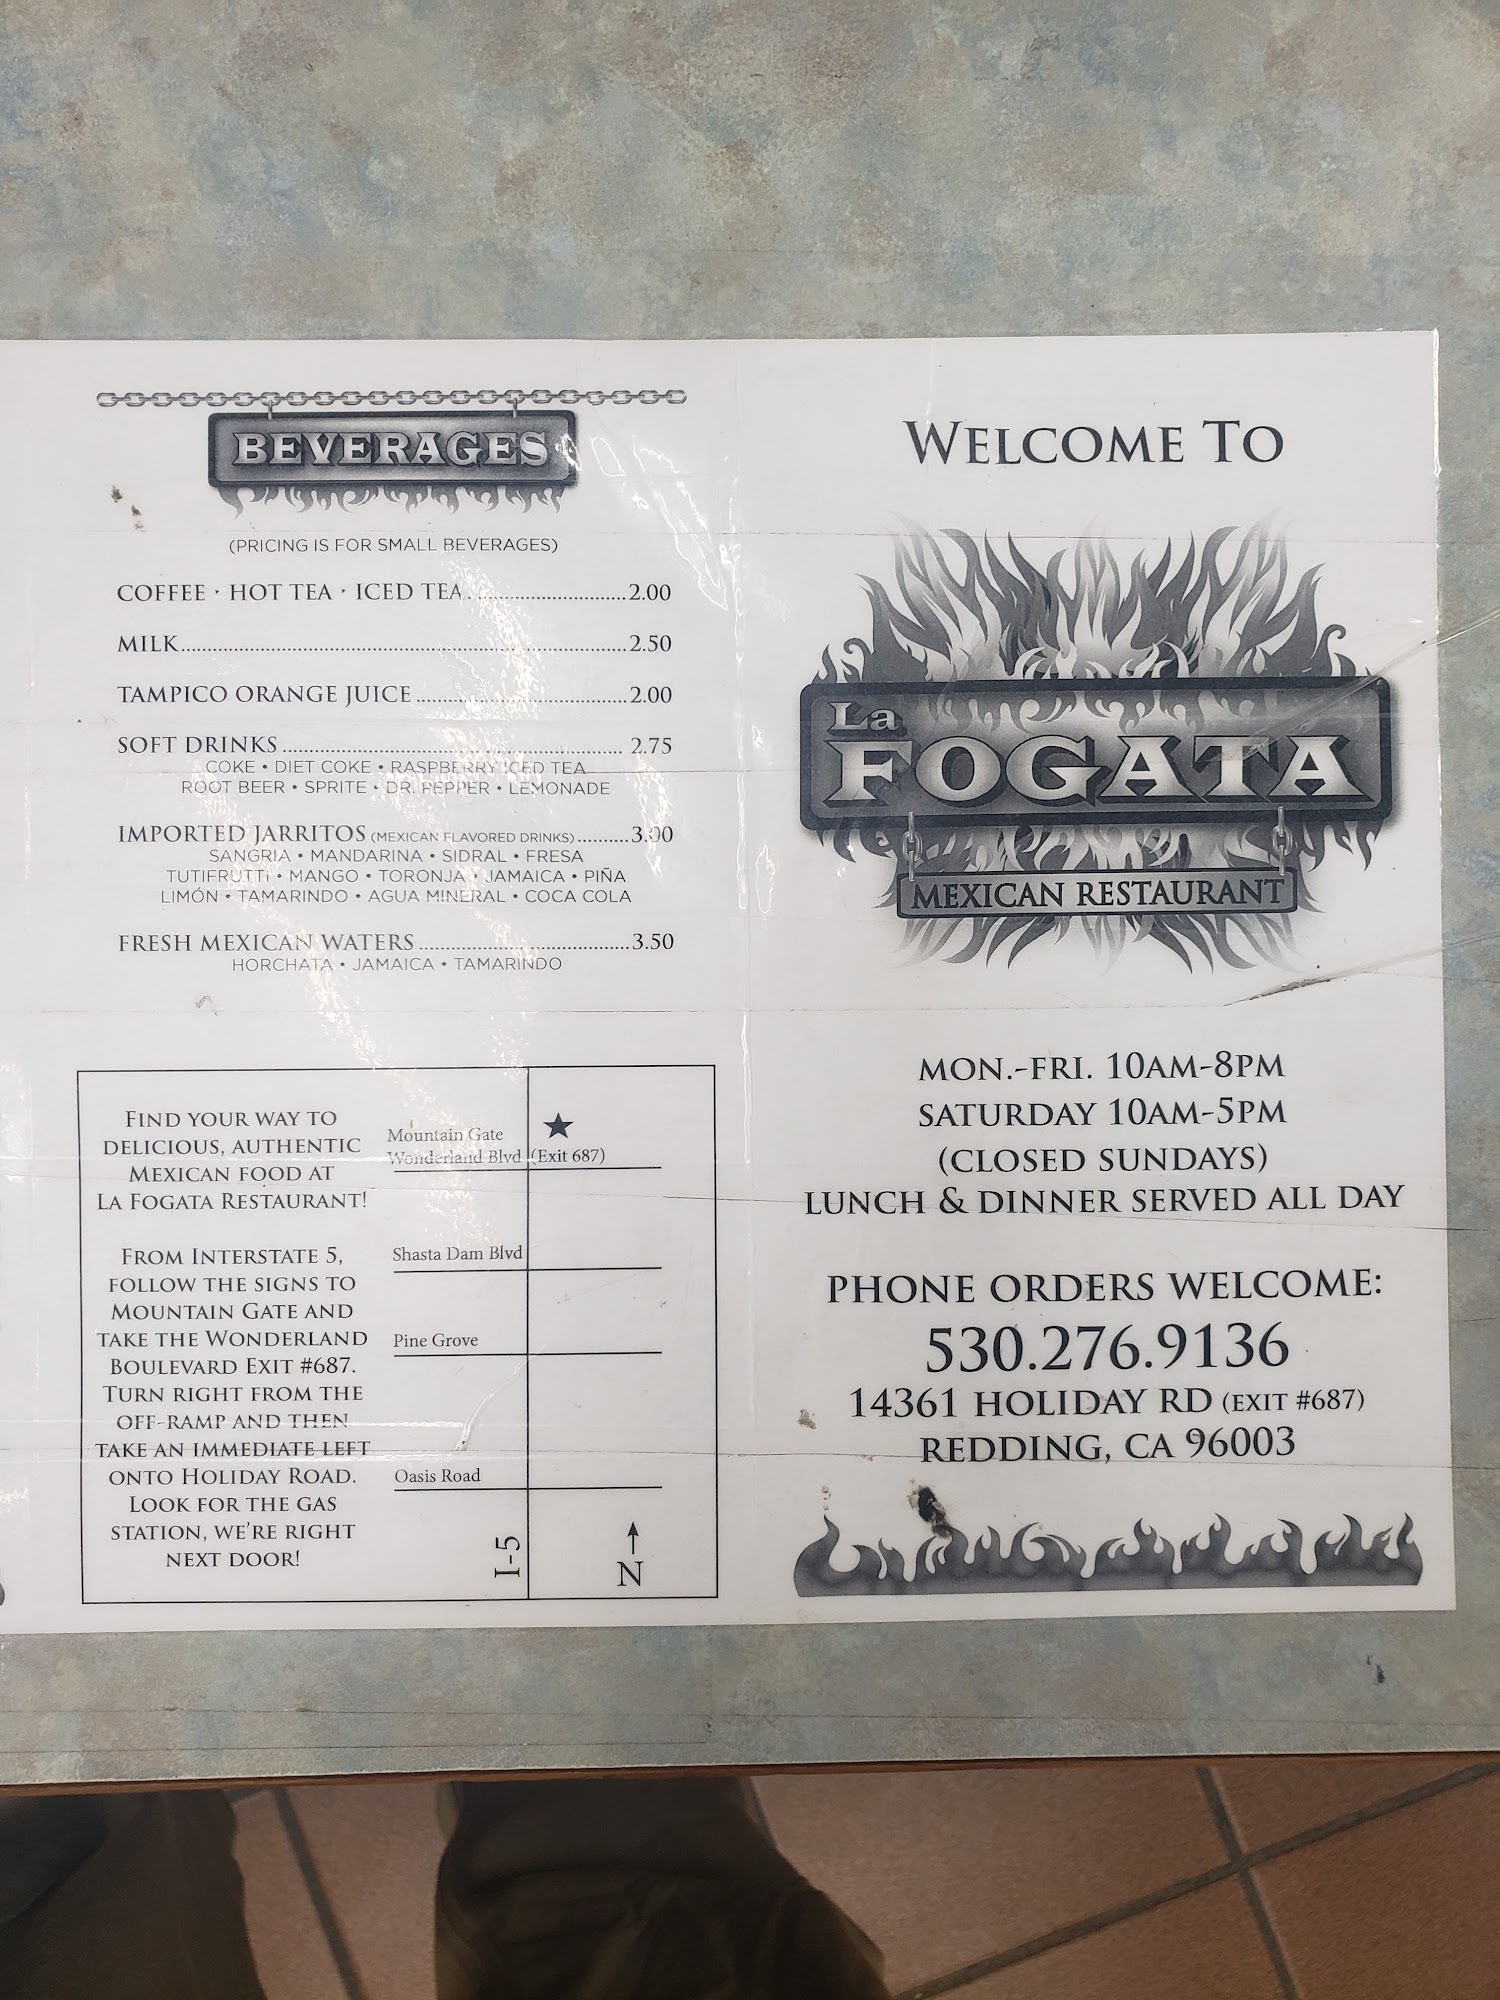 BEVERAGES
(PRICING IS FOR SMALL BEVERAGES)
COFFEE · HOT TEA · ICED TEA..............................2.00
MILK..............................2.50
TAMPICO ORANGE JUICE..............................2.00
SOFT DRINKS.............................. 2.75
COKE • DIET COKE • RASPBERRY ICED TEA
ROOT BEER • SPRITE • DR. PEPPER • LEMONADE
IMPORTED JARRITOS (MEXICAN FLAVORED DRINKS)..........3.00
SANGRIA • MANDARINA • SIDRAL • FRESA
TUTIFRUTTI • MANGO • TORONJA • JAMAICA • PIÑA
LIMÓN • TAMARINDO • AGUA MINERAL • COCA COLA
FRESH MEXICAN WATERS..............................3.50
HORCHATA • JAMAICA • TAMARINDO
FIND YOUR WAY TO
DELICIOUS, AUTHENTIC
MEXICAN FOOD AT
LA FOGATA RESTAURANT!
FROM INTERSTATE 5,
FOLLOW THE SIGNS TO
MOUNTAIN GATE AND
TAKE THE WONDERLAND
BOULEVARD EXIT #687.
TURN RIGHT FROM THE
OFF-RAMP AND THEN
TAKE AN IMMEDIATE LEFT
ONTO HOLIDAY ROAD.
LOOK FOR THE GAS
STATION, WE'RE RIGHT
NEXT DOOR!
Mountain Gate
Wonderland Blvd (Exit 687)
Shasta Dam Blvd
Pine Grove
Oasis Road
I-5
N
WELCOME TO
La
FOGATA
MEXICAN RESTAURANT
MON.-FRI. 10AM-8PM
SATURDAY 10AM-5PM
(CLOSED SUNDAYS)
LUNCH & DINNER SERVED ALL DAY
PHONE ORDERS WELCOME:
530.276.9136
14361 HOLIDAY RD (EXIT #687)
REDDING, CA 96003